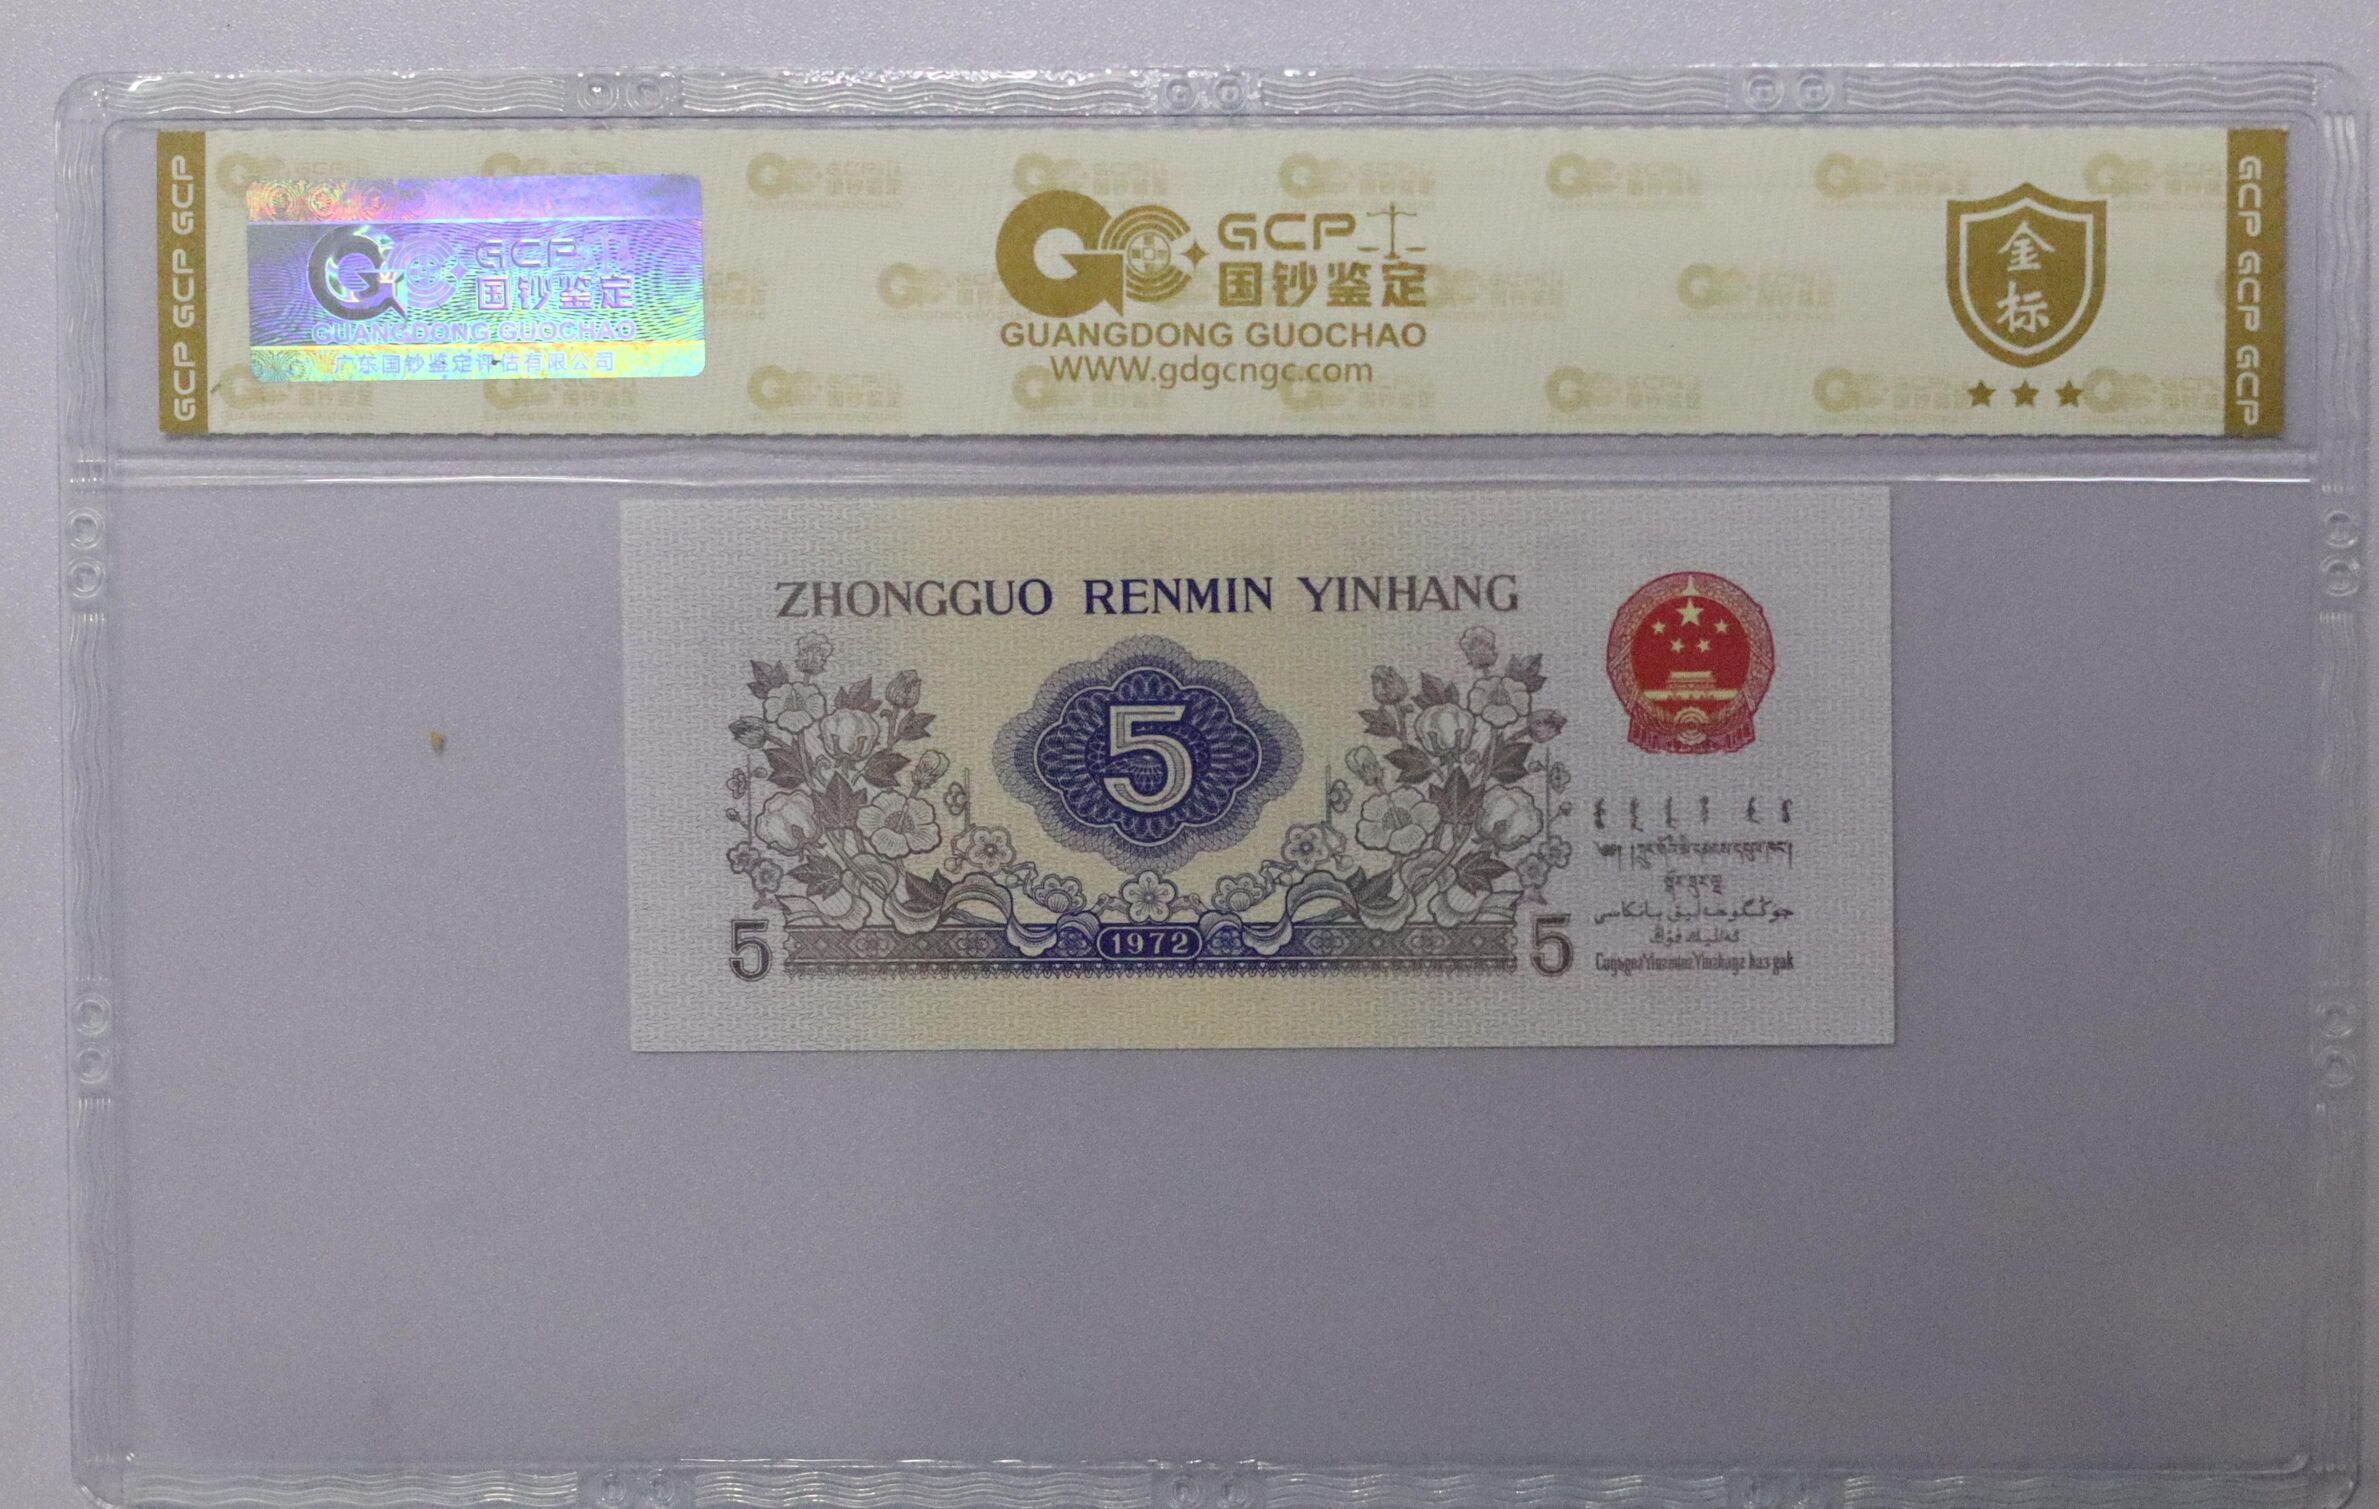 GCP GCP GCP
GCP
国钞鉴定
GUANGDONG GUOCHAO
广东国钞鉴定评估有限公司
GCP
国钞鉴定
GUANGDONG GUOCHAO
WWW.gdgcngc.com
金
标
GCP GCP GCP
ZHONGGUO RENMIN YINHANG
5
5
1972
5